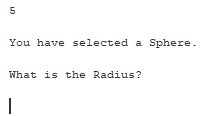 5
You have selected a Sphere.
What is the Radius?